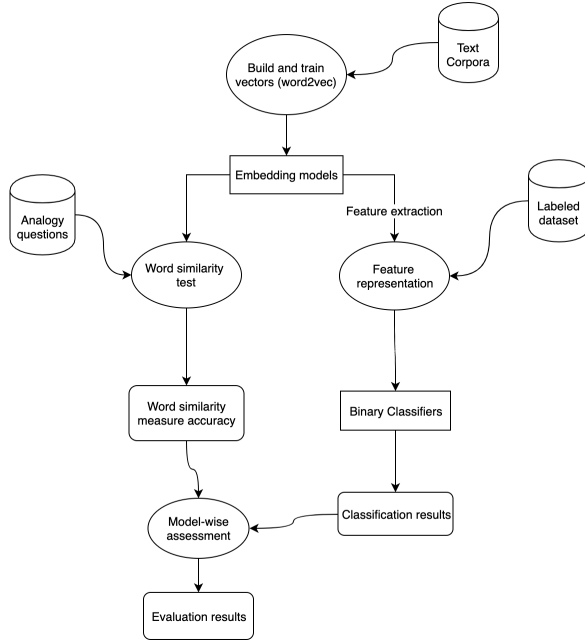 Text
Corpora
Build and train
vectors (word2vec)
Embedding models
Feature extraction
Analogy
questions
Labeled
dataset
Word similarity
test
Feature
representation
Word similarity
measure accuracy
Binary Classifiers
Classification results
Model-wise
assessment
Evaluation results